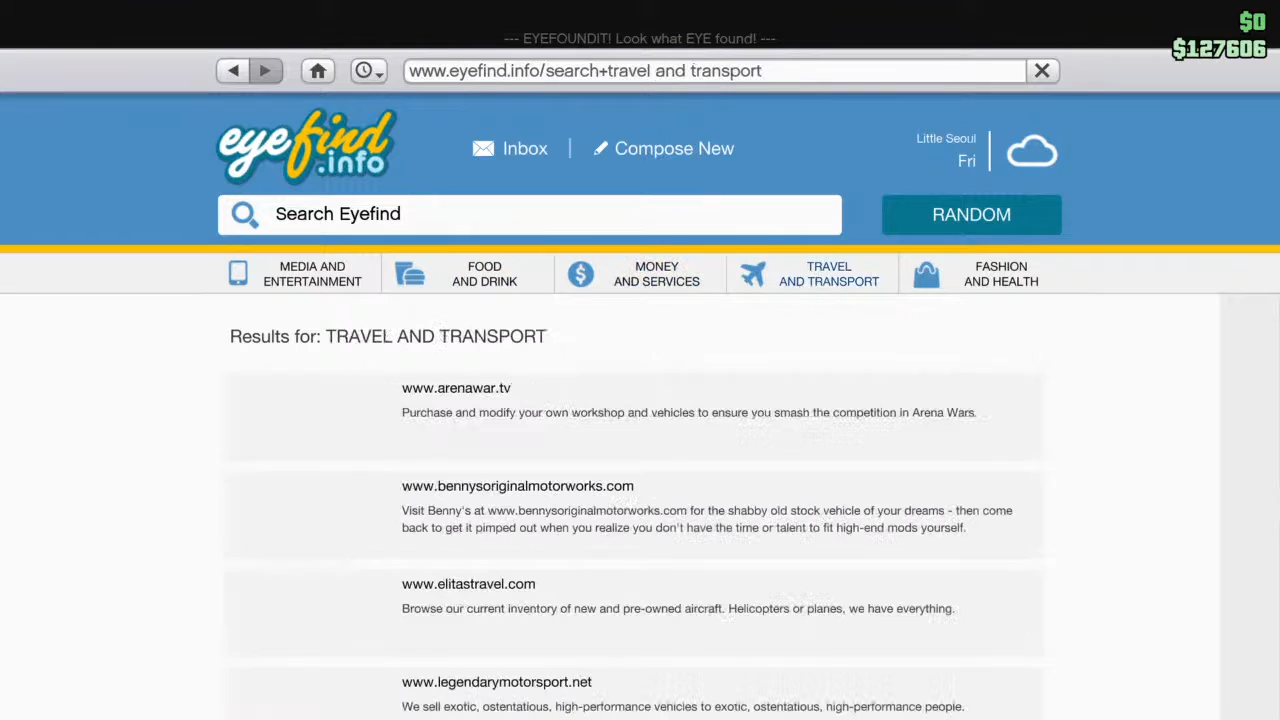 $0
--- EYEFOUNDIT! Look what EYE found! ---
$127606
www.eyefind.info/search+travel and transport
eyefind
.info
Inbox
Compose New
Little Seoul
Fri
Search Eyefind
RANDOM
MEDIA AND
ENTERTAINMENT
FOOD
AND DRINK
MONEY
AND SERVICES
TRAVEL
AND TRANSPORT
FASHION
AND HEALTH
Results for: TRAVEL AND TRANSPORT
www.arenawar.tv
Purchase and modify your own workshop and vehicles to ensure you smash the competition in Arena Wars.
www.bennysoriginalmotorworks.com
Visit Benny's at www.bennysoriginalmotorworks.com for the shabby old stock vehicle of your dreams - then come
back to get it pimped out when you realize you don't have the time or talent to fit high-end mods yourself.
www.elitastravel.com
Browse our current inventory of new and pre-owned aircraft. Helicopters or planes, we have everything.
www.legendarymotorsport.net
We sell exotic, ostentatious, high-performance vehicles to exotic, ostentatious, high-performance people.